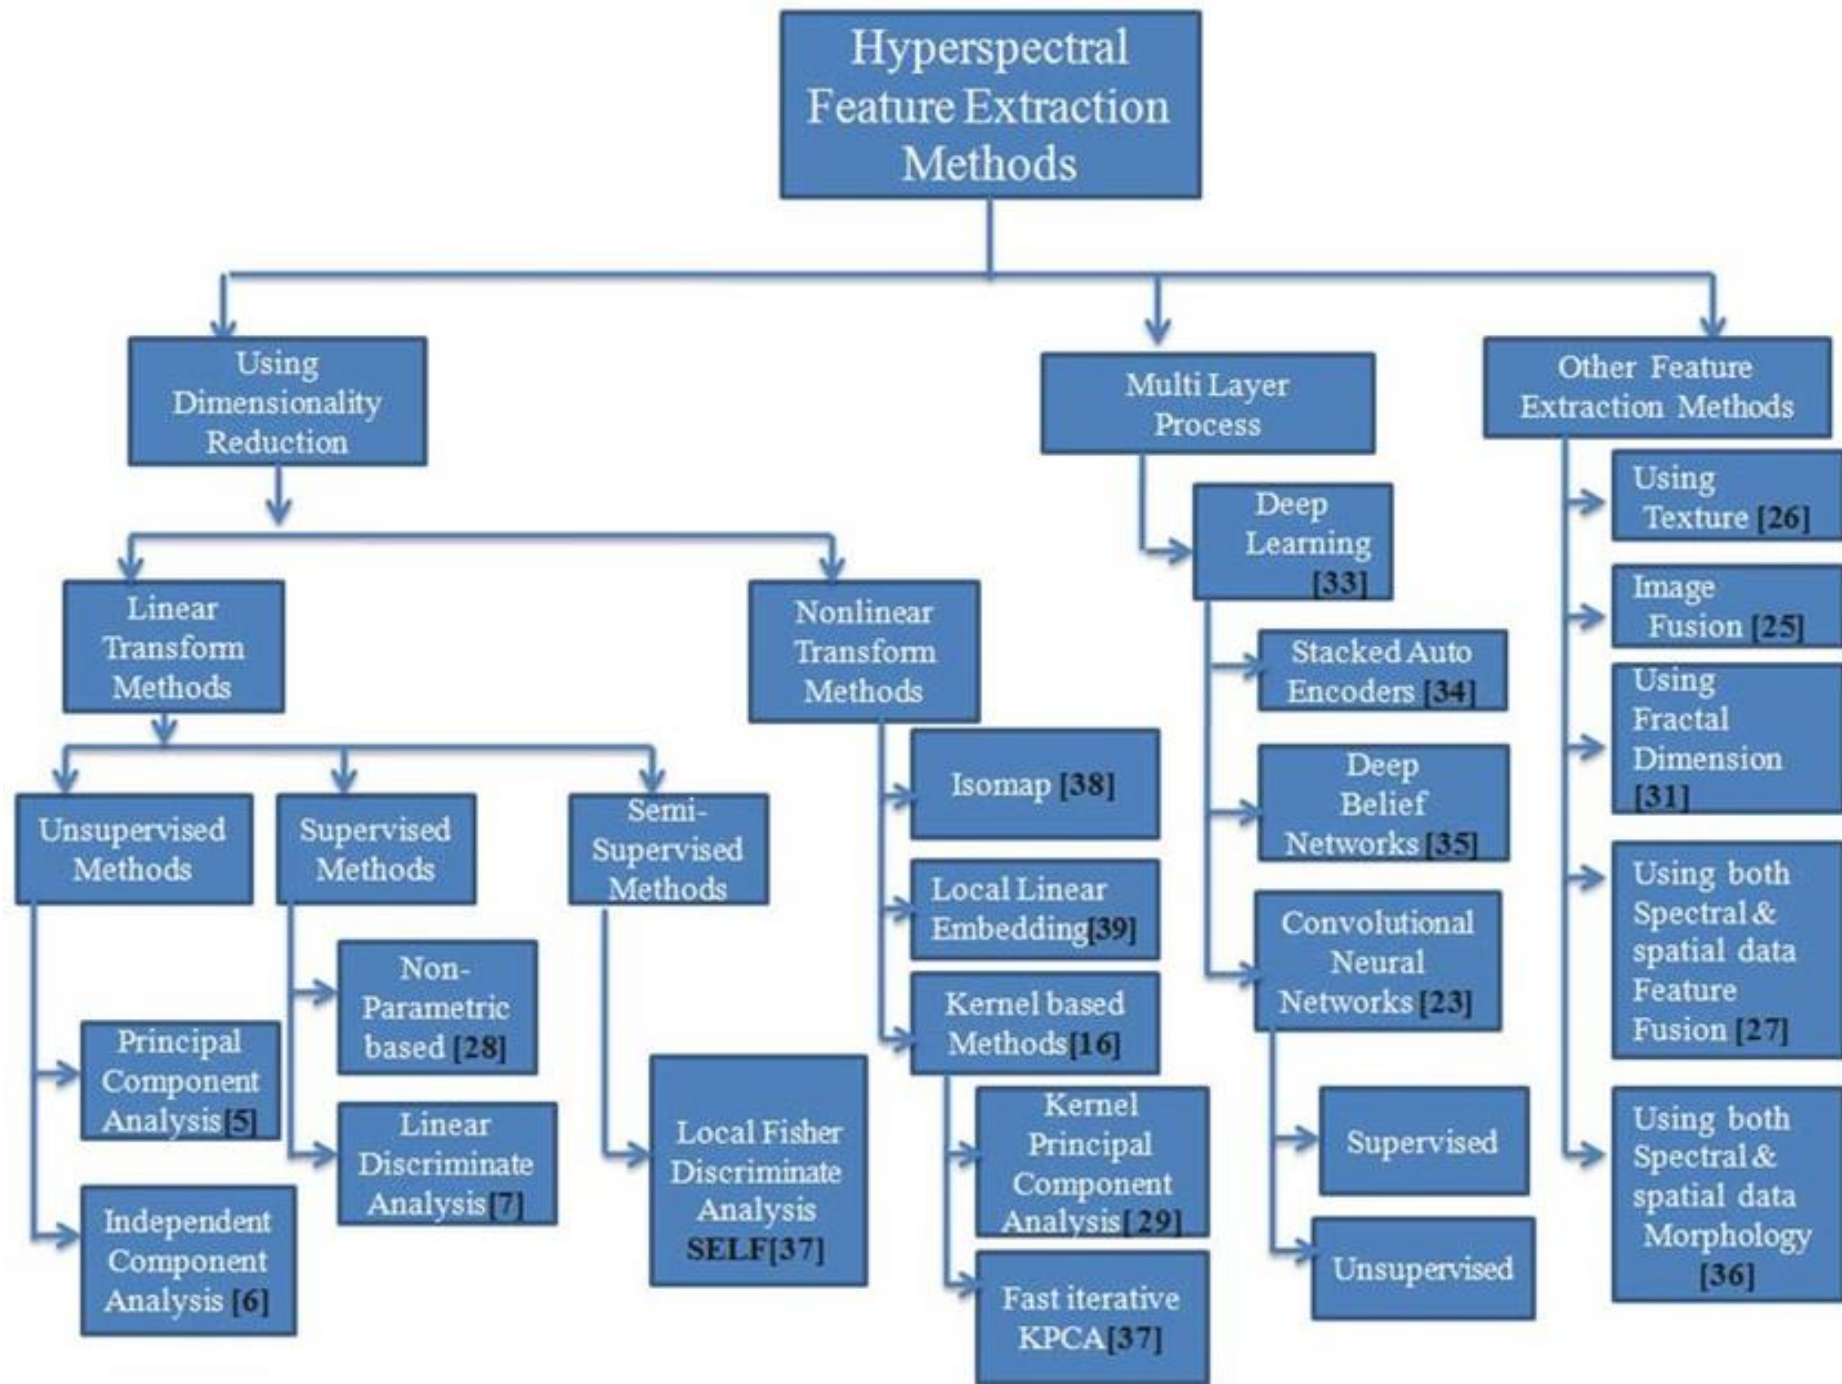 Hyperspectral
Feature Extraction
Methods
Using
Dimensionality
Reduction
Multi Layer
Process
Other Feature
Extraction Methods
Linear
Transform
Methods
Nonlinear
Transform
Methods
Unsupervised
Methods
Supervised
Methods
Semi-
Supervised
Methods
Principal
Component
Analysis[5]
Independent
Component
Analysis [6]
Non-
Parametric
based [28]
Linear
Discriminate
Analysis[7]
Local Fisher
Discriminate
Analysis
SELF[37]
Isomap [38]
Local Linear
Embedding[39]
Kernel based
Methods[16]
Kernel
Principal
Component
Analysis[29]
Fast iterative
KPCA[37]
Deep
Learning
[33]
Stacked Auto
Encoders [34]
Deep
Belief
Networks [35]
Convolutional
Neural
Networks [23]
Supervised
Unsupervised
Using
Texture [26]
Image
Fusion [25]
Using
Fractal
Dimension
[31]
Using both
Spectral &
spatial data
Feature
Fusion [27]
Using both
Spectral &
spatial data
Morphology
[36]